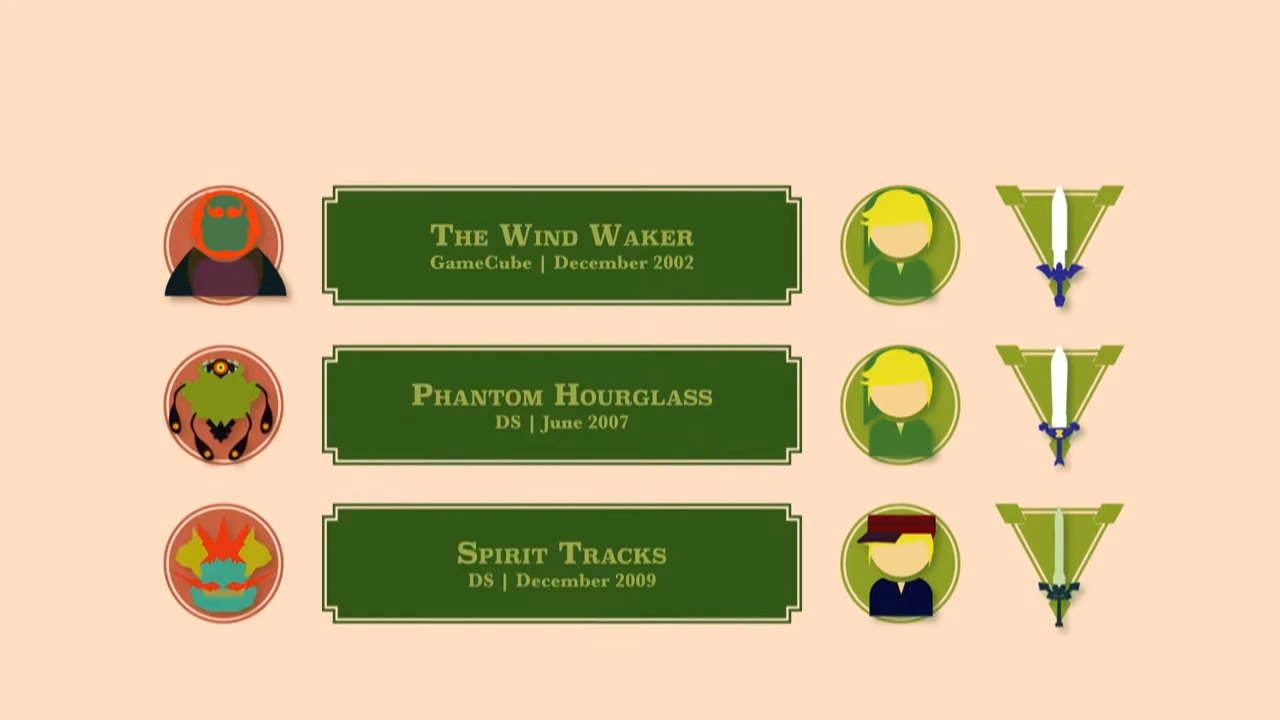 The Wind Waker
GameCube | December 2002
Phantom Hourglass
DS | June 2007
Spirit Tracks
DS | December 2009